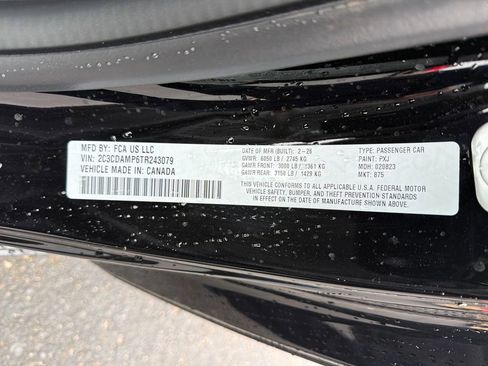 MFD BY: FCA US LLC
VIN: 2C3CDAMP6TR243079
VEHICLE MADE IN: CANADA
DATE MFD (BUILT): 2-26
GVWR: 6050 LB / 2745 KG
GAWR FRONT: 3000 LB / 1361 KG
GAWR REAR: 3150 LB / 1429 KG
TYPE: PASSENGER CAR
PAINT: PXJ
MDH: 020823
MKT: 875
THIS VEHICLE CONFORMS TO ALL APPLICABLE U.S.A. FEDERAL MOTOR
VEHICLE SAFETY, BUMPER, AND THEFT PREVENTION STANDARDS
IN EFFECT ON THE DATE OF MANUFACTURE SHOWN ABOVE.